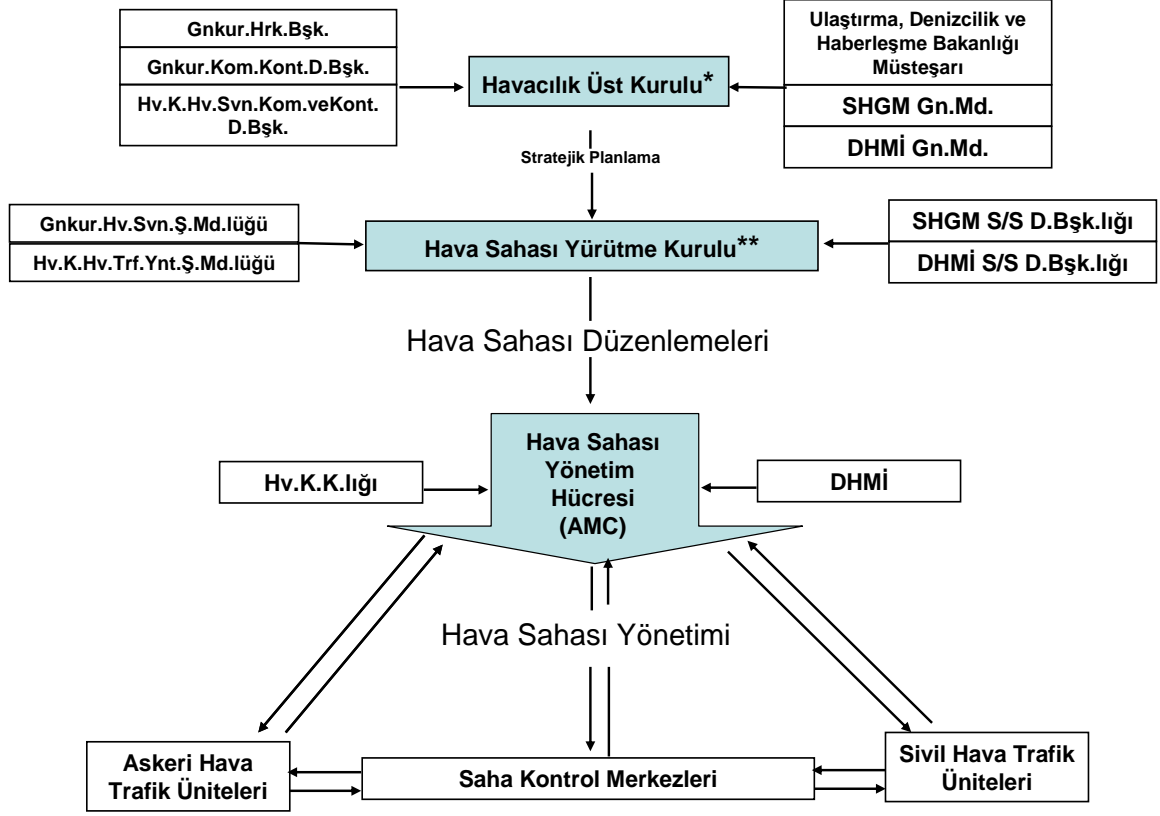 Gnkur.Hrk.Bşk.
Gnkur.Kom.Kont.D.Bşk.
Hv.K.Hv.Svn.Kom.veKont.
D.Bşk.
Havacılık Üst Kurulu*
Ulaştırma, Denizcilik ve
Haberleşme Bakanlığı
Müsteşarı
SHGM Gn.Md.
DHMİ Gn.Md.
Stratejik Planlama
Gnkur.Hv.Svn.Ş.Md.lüğü
Hv.K.Hv.Trf.Ynt.Ş.Md.lüğü
Hava Sahası Yürütme Kurulu**
SHGM S/S D.Bşk.lığı
DHMİ S/S D.Bşk.lığı
Hava Sahası Düzenlemeleri
Hava Sahası
Yönetim
Hücresi
(AMC)
Hv.K.K.lığı
DHMİ
Hava Sahası Yönetimi
Askeri Hava
Trafik Üniteleri
Saha Kontrol Merkezleri
Sivil Hava Trafik
Üniteleri